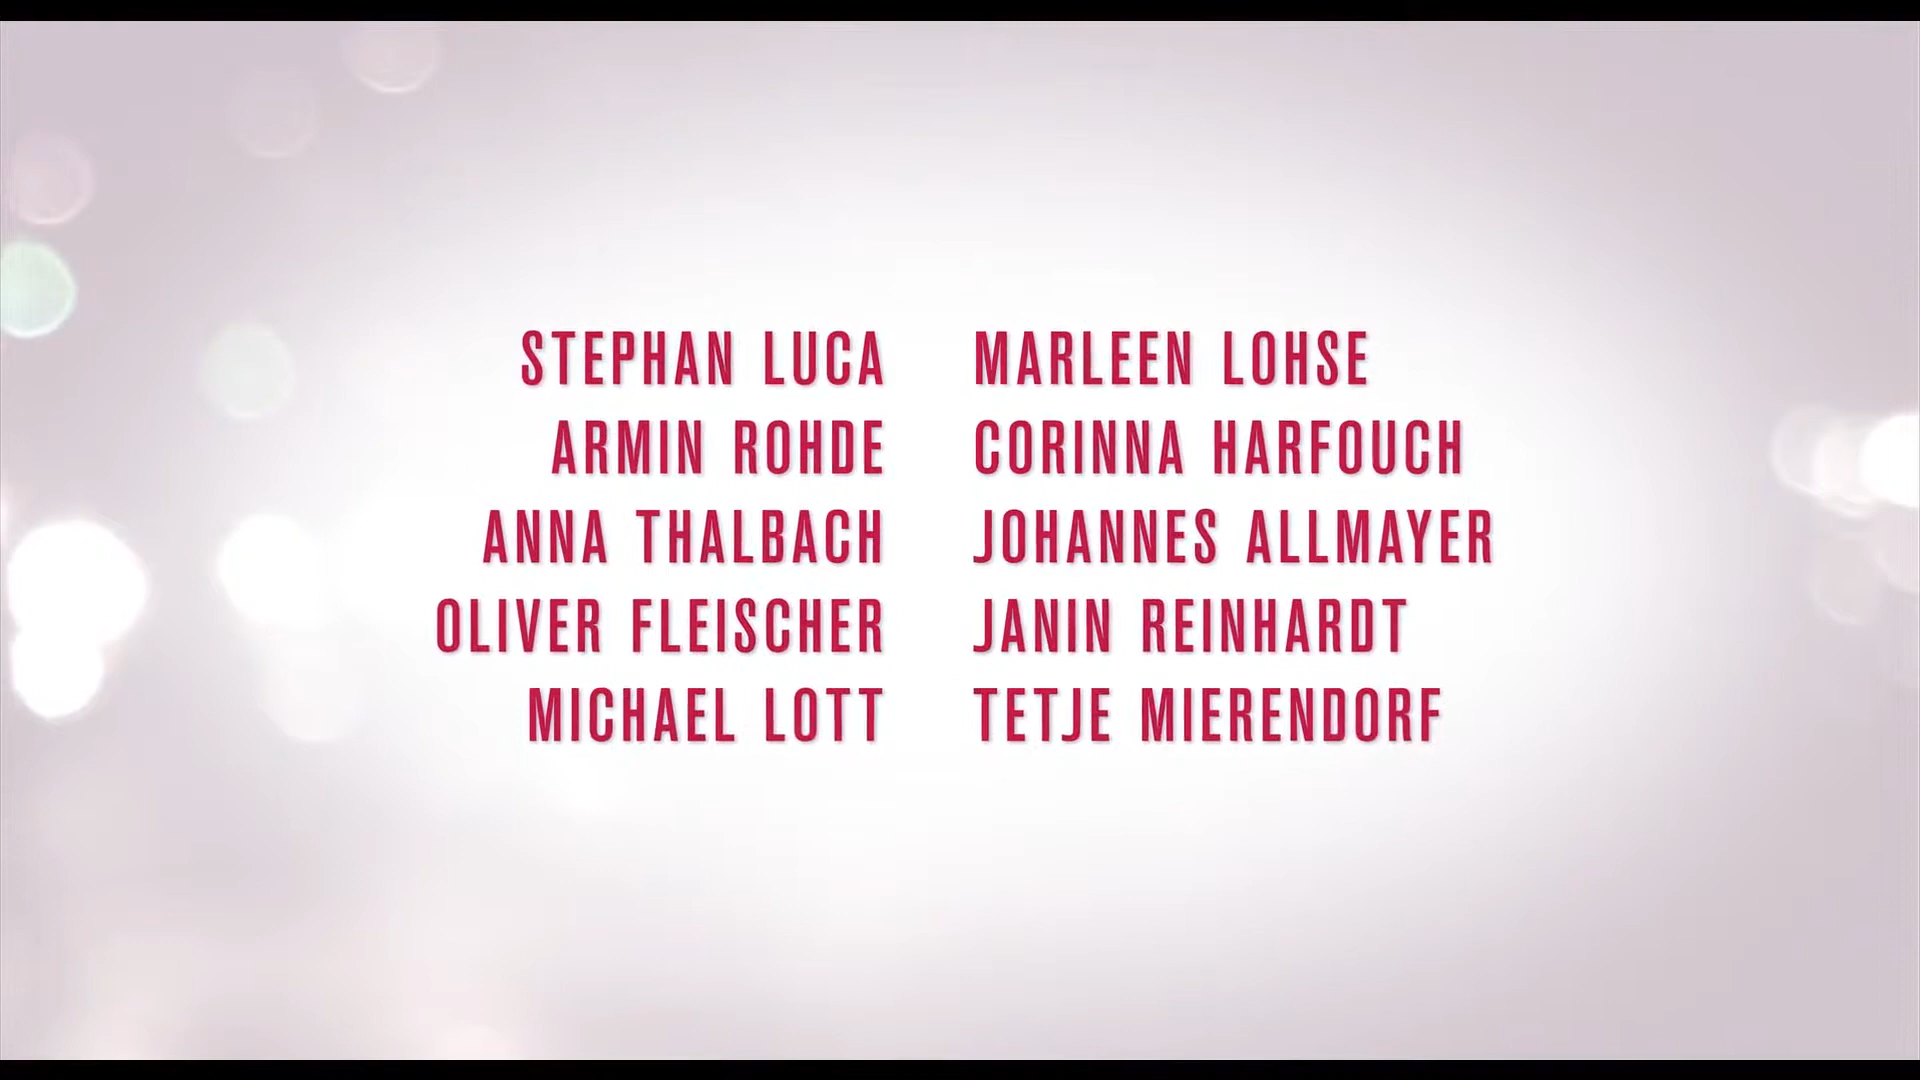 STEPHAN LUCA MARLEEN LOHSE
ARMIN ROHDE CORINNA HARFOUCH
ANNA THALBACH JOHANNES ALLMAYER
OLIVER FLEISCHER JANIN REINHARDT
MICHAEL LOTT TETJE MIERENDORF